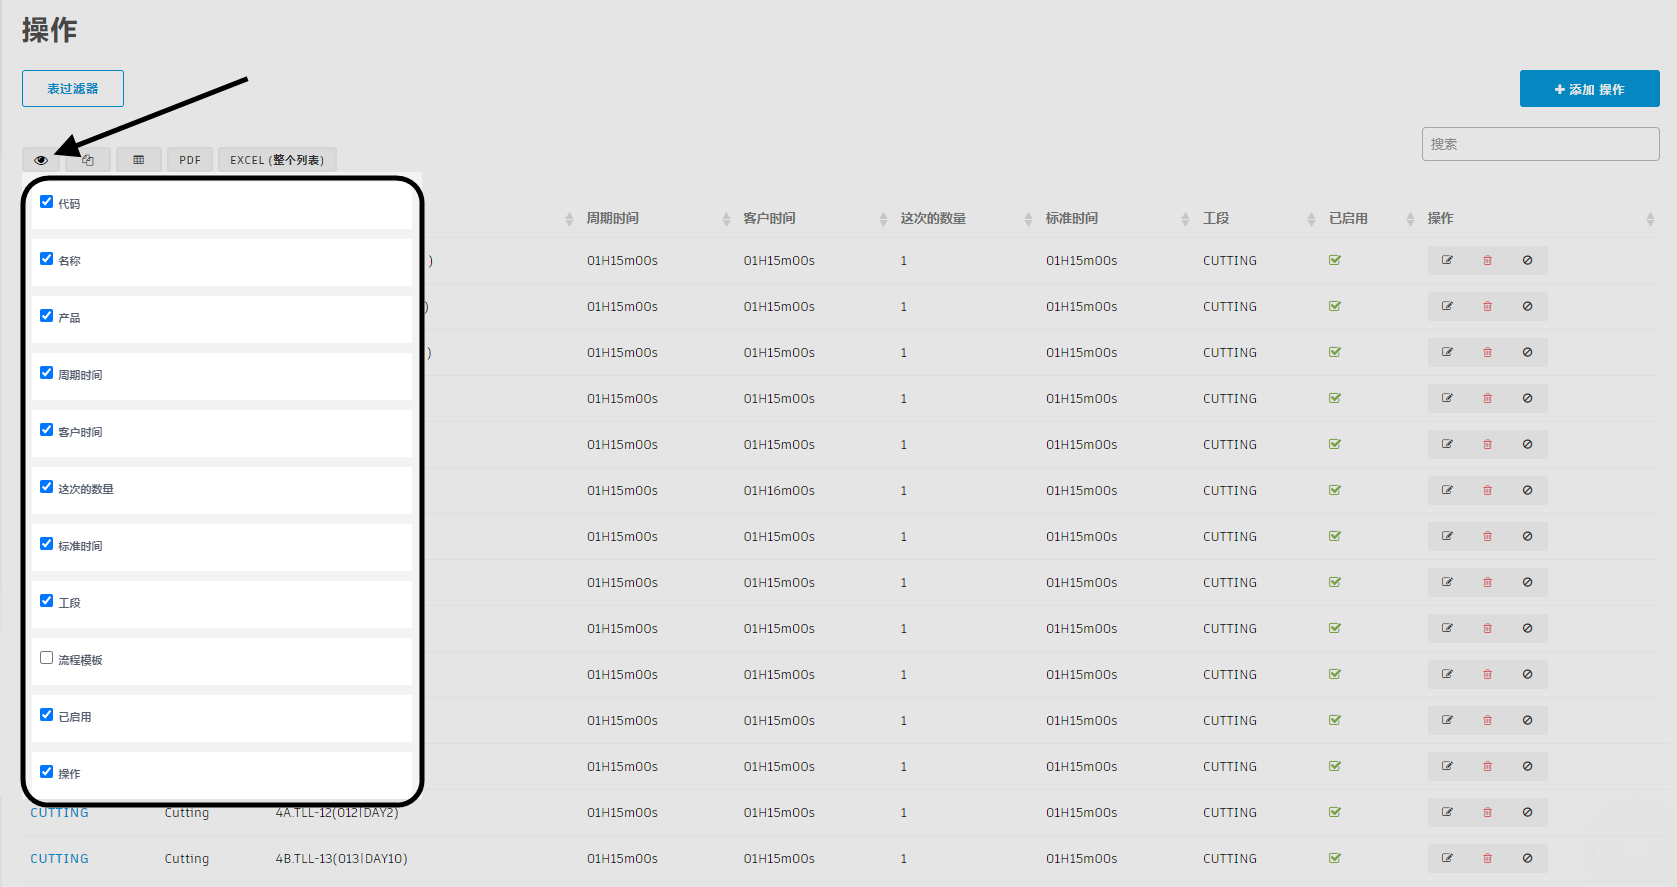 操作
表过滤器
添加 操作
搜索
PDF
EXCEL (整个列表)
代码
名称
产品
周期时间
客户时间
这次的数量
标准时间
工段
流程模板
已启用
操作
周期时间 客户时间 这次的数量 标准时间 工段 已启用 操作
) 01H15m00s 01H15m00s 1 01H15m00s CUTTING
) 01H15m00s 01H15m00s 1 01H15m00s CUTTING
) 01H15m00s 01H15m00s 1 01H15m00s CUTTING
01H15m00s 01H15m00s 1 01H15m00s CUTTING
01H15m00s 01H15m00s 1 01H15m00s CUTTING
01H15m00s 01H16m00s 1 01H15m00s CUTTING
01H15m00s 01H15m00s 1 01H15m00s CUTTING
01H15m00s 01H15m00s 1 01H15m00s CUTTING
01H15m00s 01H15m00s 1 01H15m00s CUTTING
01H15m00s 01H15m00s 1 01H15m00s CUTTING
01H15m00s 01H15m00s 1 01H15m00s CUTTING
01H15m00s 01H15m00s 1 01H15m00s CUTTING
CUTTING Cutting 4A.TLL-12(012|DAY2) 01H15m00s 01H15m00s 1 01H15m00s CUTTING
CUTTING Cutting 4B.TLL-13(013|DAY10) 01H15m00s 01H15m00s 1 01H15m00s CUTTING